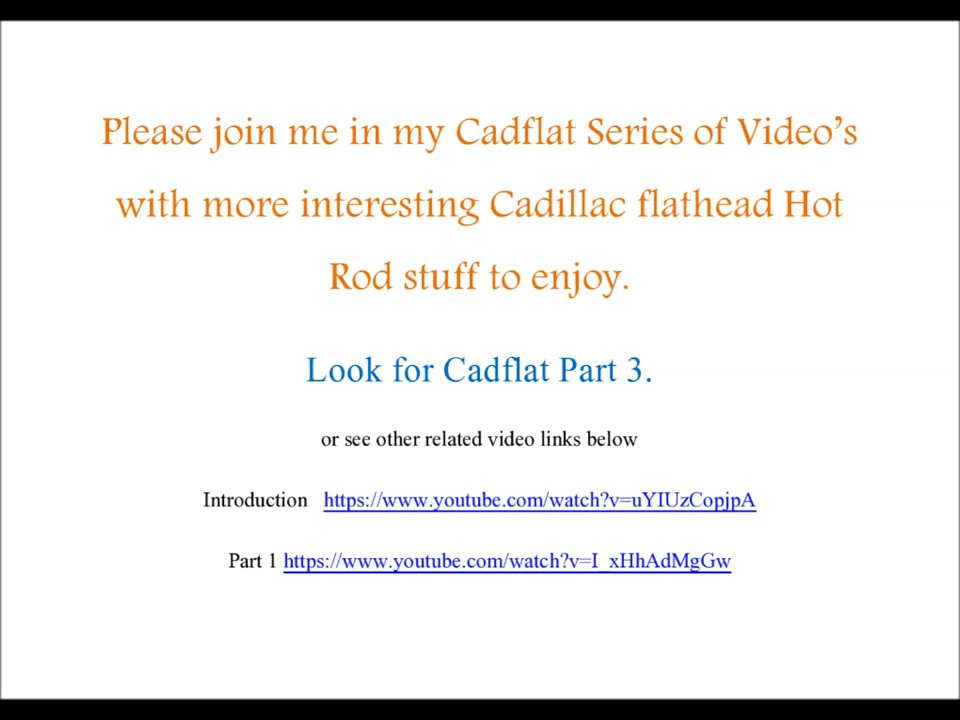 Please join me in my Cadflat Series of Video’s
with more interesting Cadillac flathead Hot
Rod stuff to enjoy.
Look for Cadflat Part 3.
or see other related video links below
Introduction https://www.youtube.com/watch?v=uYIUzCopjpA
Part 1 https://www.youtube.com/watch?v=I_xHhAdMgGw